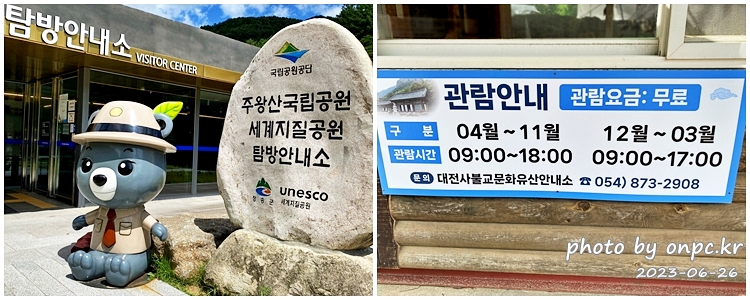 탐방안내소 VISITOR CENTER
국립공원공단
주왕산국립공원
세계지질공원
탐방안내소
청송군 세계지질공원
unesco
관람안내 관람요금: 무료
구 분 04월 ~ 11월 12월 ~ 03월
관람시간 09:00~18:00 09:00~17:00
문의 대전사불교문화유산안내소 ☎ 054) 873-2908
photo by onpc.kr
2023-06-26